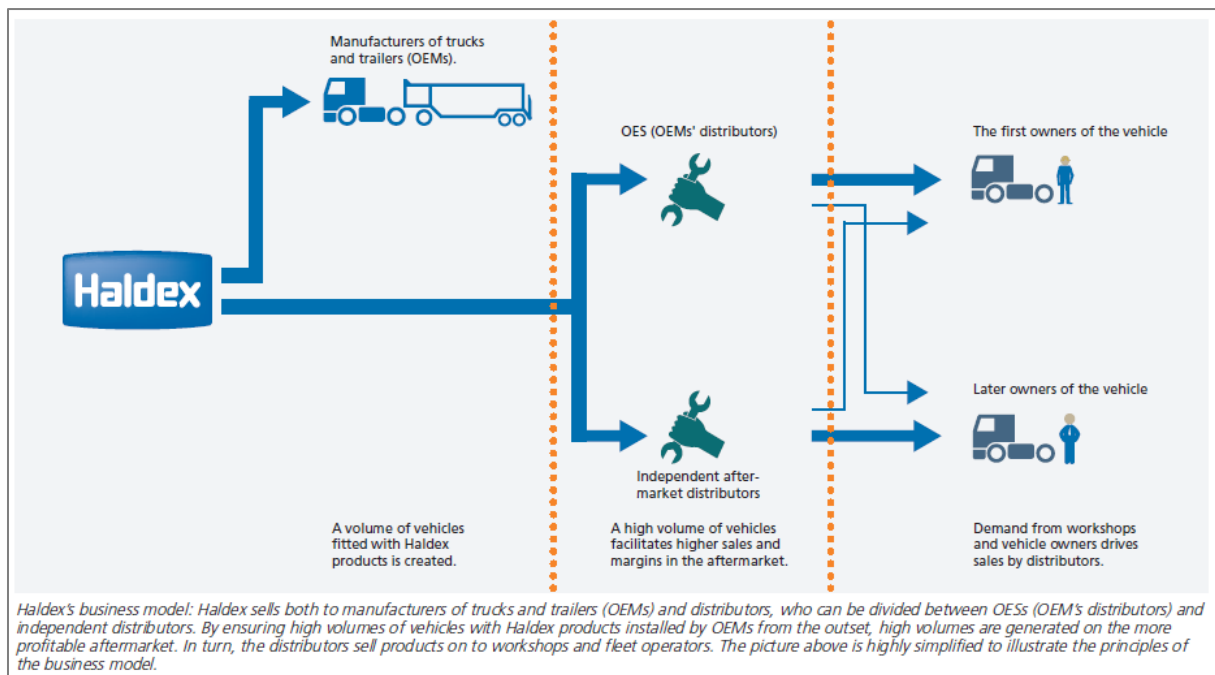 Manufacturers of trucks
and trailers (OEMs).
OES (OEMs' distributors)
The first owners of the vehicle
Haldex
Later owners of the vehicle
Independent after-
market distributors
A volume of vehicles
fitted with Haldex
products is created.
A high volume of vehicles
facilitates higher sales and
margins in the aftermarket.
Demand from workshops
and vehicle owners drives
sales by distributors.
Haldex's business model: Haldex sells both to manufacturers of trucks and trailers (OEMs) and distributors, who can be divided between OESs (OEM's distributors) and
independent distributors. By ensuring high volumes of vehicles with Haldex products installed by OEMs from the outset, high volumes are generated on the more
profitable aftermarket. In turn, the distributors sell products on to workshops and fleet operators. The picture above is highly simplified to illustrate the principles of
the business model.